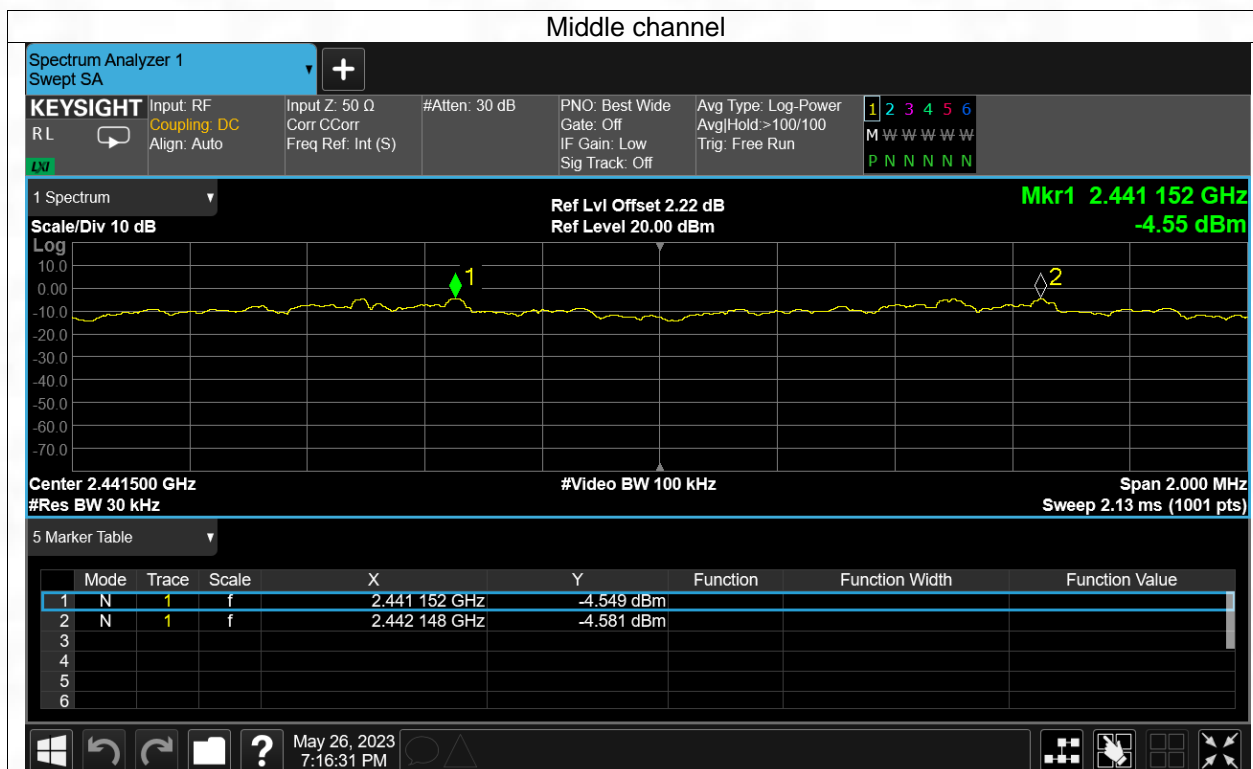 Middle channel
Spectrum Analyzer 1
Swept SA
KEYSIGHT
R L
LXI
Input: RF
Coupling: DC
Align: Auto
Input Z: 50 Ω
Corr CCorr
Freq Ref: Int (S)
#Atten: 30 dB
PNO: Best Wide
Gate: Off
IF Gain: Low
Sig Track: Off
Avg Type: Log-Power
Avg|Hold:>100/100
Trig: Free Run
1 2 3 4 5 6
M W W W W W
P N N N N N
1 Spectrum
Scale/Div 10 dB
Ref Lvl Offset 2.22 dB
Ref Level 20.00 dBm
Mkr1 2.441 152 GHz
-4.55 dBm
Log
10.0
0.00
-10.0
-20.0
-30.0
-40.0
-50.0
-60.0
-70.0
1
2
Center 2.441500 GHz
#Res BW 30 kHz
#Video BW 100 kHz
Span 2.000 MHz
Sweep 2.13 ms (1001 pts)
5 Marker Table
Mode Trace Scale X Y Function Function Width Function Value
1 N 1 f 2.441 152 GHz -4.549 dBm
2 N 1 f 2.442 148 GHz -4.581 dBm
3
4
5
6
?
May 26, 2023
7:16:31 PM